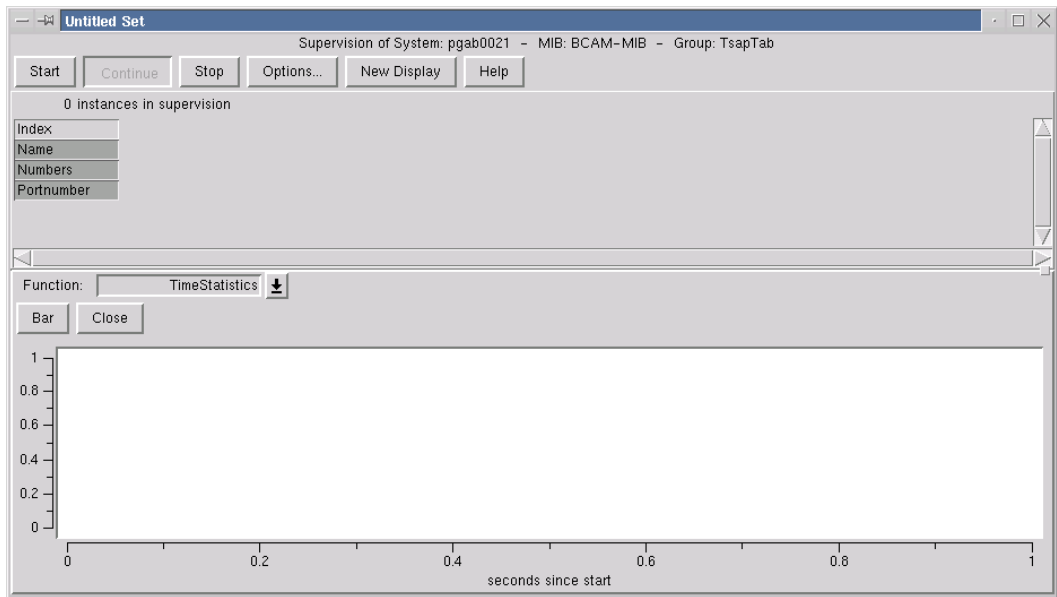 Untitled Set
Supervision of System: pgab0021 - MIB: BCAM-MIB - Group: TsapTab
Start Continue Stop Options... New Display Help
0 instances in supervision
Index
Name
Numbers
Portnumber
Function: TimeStatistics
Bar Close
1
0.8
0.6
0.4
0.2
0
0 0.2 0.4 0.6 0.8 1
seconds since start